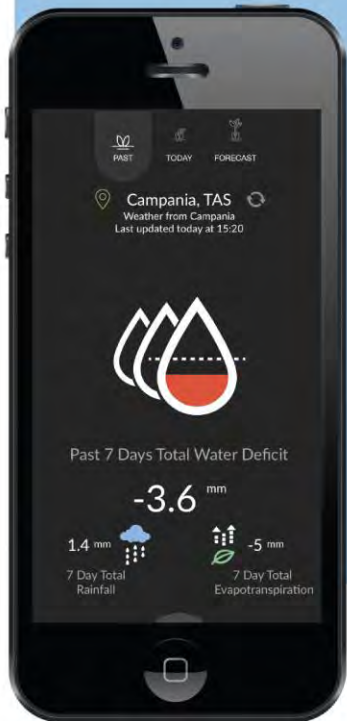 PAST TODAY FORECAST
Campania, TAS
Weather from Campania
Last updated today at 15:20
Past 7 Days Total Water Deficit
-3.6 mm
1.4 mm -5 mm
7 Day Total 7 Day Total
Rainfall Evapotranspiration